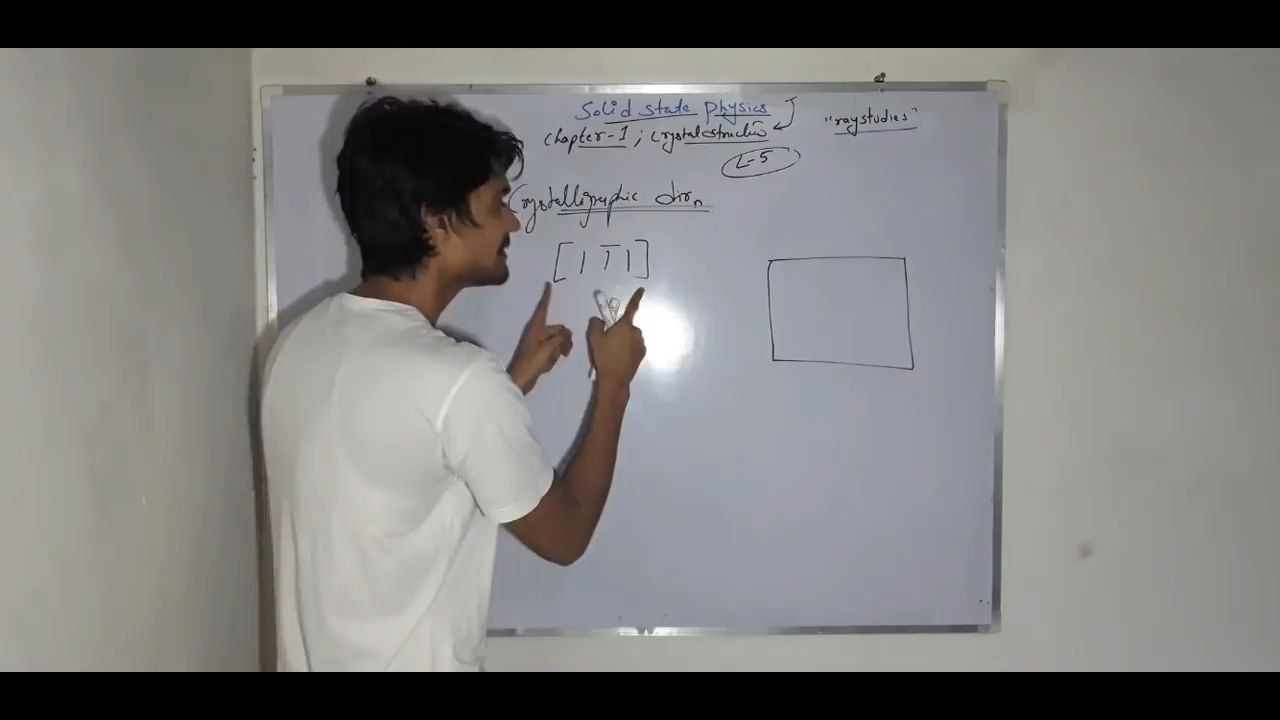 Solid state physics
"raystudies"
Chapter-1 ; Crystal structure
L-5
Crystallographic dirn
[1 1̅ 1]